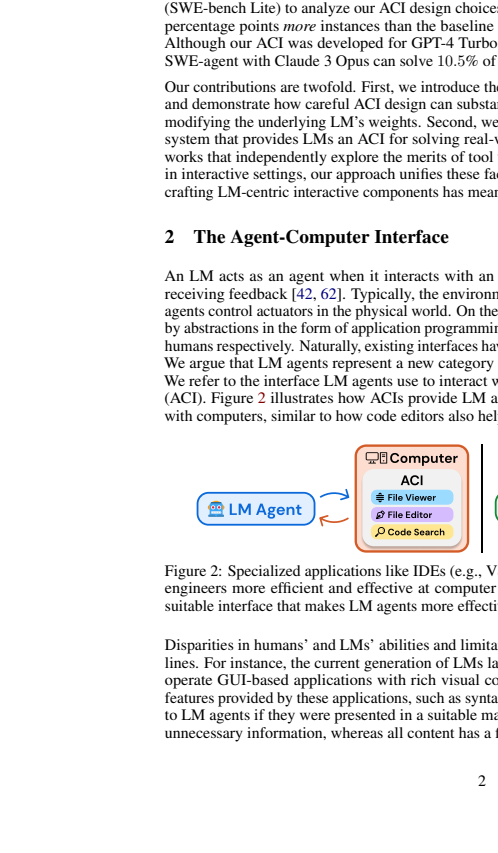 (SWE-bench Lite) to analyze our ACI design choices
percentage points more instances than the baseline
Although our ACI was developed for GPT-4 Turbo
SWE-agent with Claude 3 Opus can solve 10.5% of
Our contributions are twofold. First, we introduce the
and demonstrate how careful ACI design can substa
modifying the underlying LM's weights. Second, we
system that provides LMs an ACI for solving real-w
works that independently explore the merits of tool
in interactive settings, our approach unifies these fac
crafting LM-centric interactive components has mean
2 The Agent-Computer Interface
An LM acts as an agent when it interacts with an
receiving feedback [42, 62]. Typically, the environm
agents control actuators in the physical world. On the
by abstractions in the form of application programmin
humans respectively. Naturally, existing interfaces hav
We argue that LM agents represent a new category
We refer to the interface LM agents use to interact w
(ACI). Figure 2 illustrates how ACIs provide LM a
with computers, similar to how code editors also help
Computer
ACI
LM Agent
File Viewer
File Editor
Code Search
Figure 2: Specialized applications like IDEs (e.g., V
engineers more efficient and effective at computer
suitable interface that makes LM agents more effecti
Disparities in humans' and LMs' abilities and limita
lines. For instance, the current generation of LMs la
operate GUI-based applications with rich visual co
features provided by these applications, such as synta
to LM agents if they were presented in a suitable ma
unnecessary information, whereas all content has a f
2